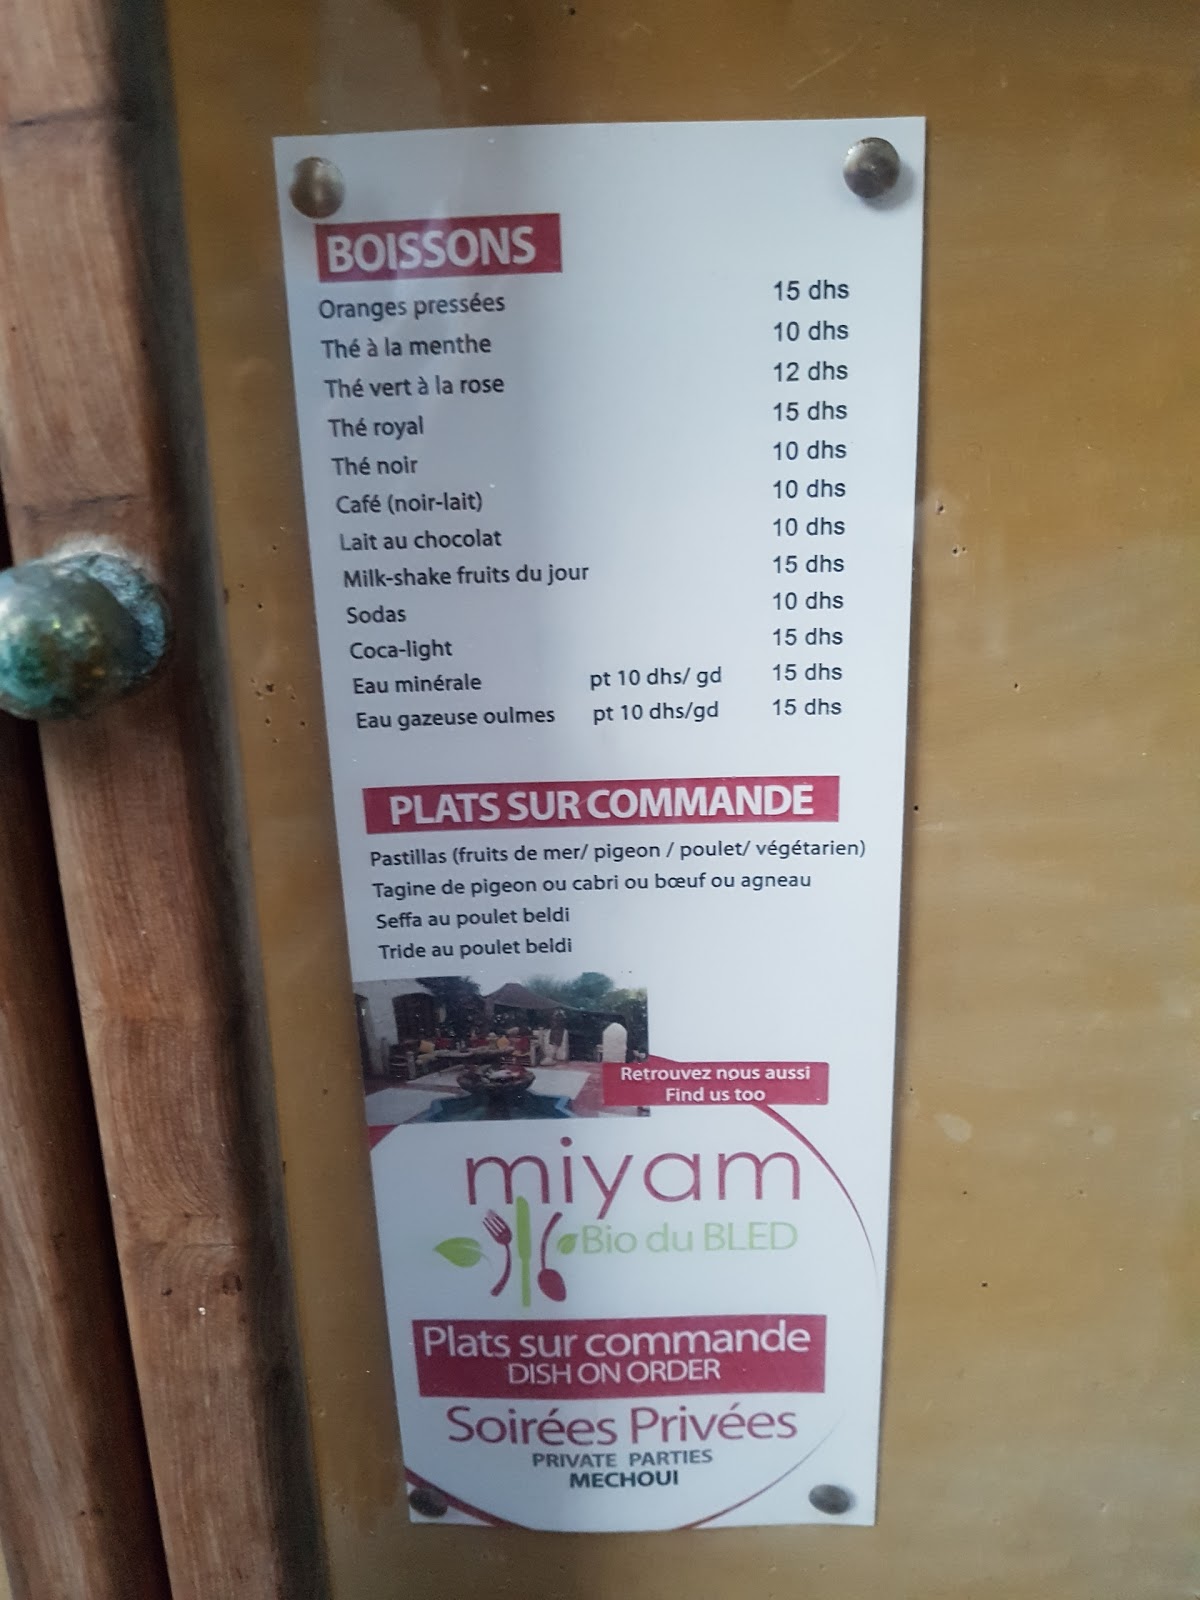 BOISSONS
Oranges pressées 15 dhs
Thé à la menthe 10 dhs
Thé vert à la rose 12 dhs
Thé royal 15 dhs
Thé noir 10 dhs
Café (noir-lait) 10 dhs
Lait au chocolat 10 dhs
Milk-shake fruits du jour 15 dhs
Sodas 10 dhs
Coca-light 15 dhs
Eau minérale pt 10 dhs/ gd 15 dhs
Eau gazeuse oulmes pt 10 dhs/gd 15 dhs
PLATS SUR COMMANDE
Pastillas (fruits de mer/ pigeon / poulet/ végétarien)
Tagine de pigeon ou cabri ou bœuf ou agneau
Seffa au poulet beldi
Tride au poulet beldi
Retrouvez nous aussi
Find us too
miyam
Bio du BLED
Plats sur commande
DISH ON ORDER
Soirées Privées
PRIVATE PARTIES
MECHOUI